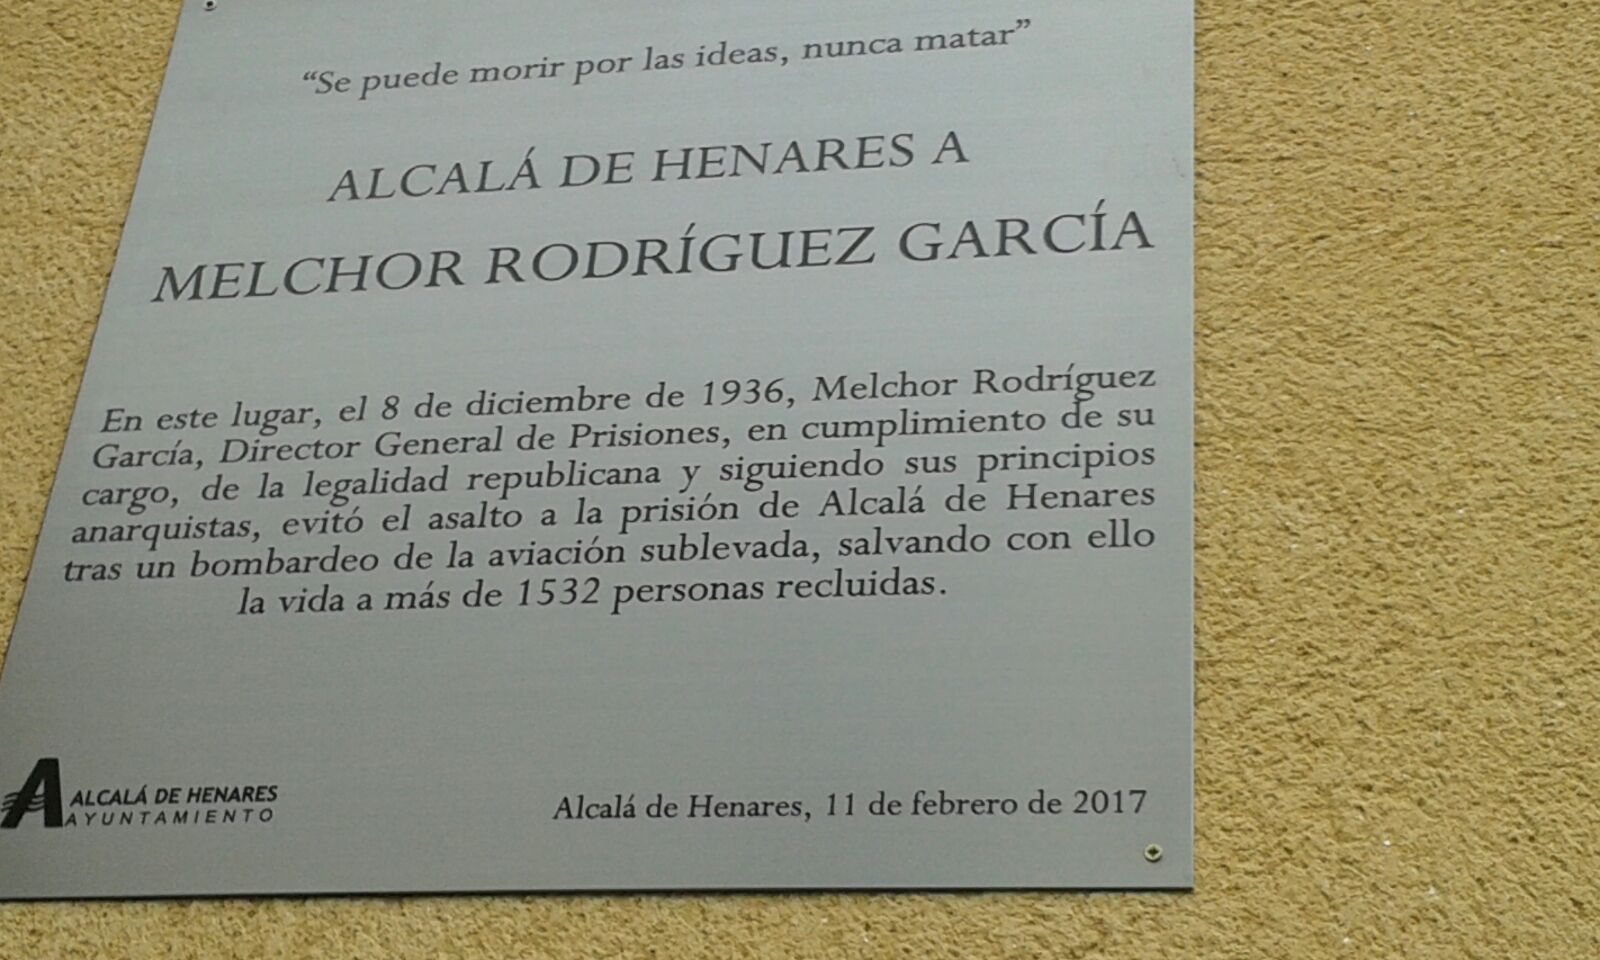 “Se puede morir por las ideas, nunca matar”
ALCALÁ DE HENARES A
MELCHOR RODRÍGUEZ GARCÍA
En este lugar, el 8 de diciembre de 1936, Melchor Rodríguez
García, Director General de Prisiones, en cumplimiento de su
cargo, de la legalidad republicana y siguiendo sus principios
anarquistas, evitó el asalto a la prisión de Alcalá de Henares
tras un bombardeo de la aviación sublevada, salvando con ello
la vida a más de 1532 personas recluidas.
A ALCALÁ DE HENARES
AYUNTAMIENTO
Alcalá de Henares, 11 de febrero de 2017